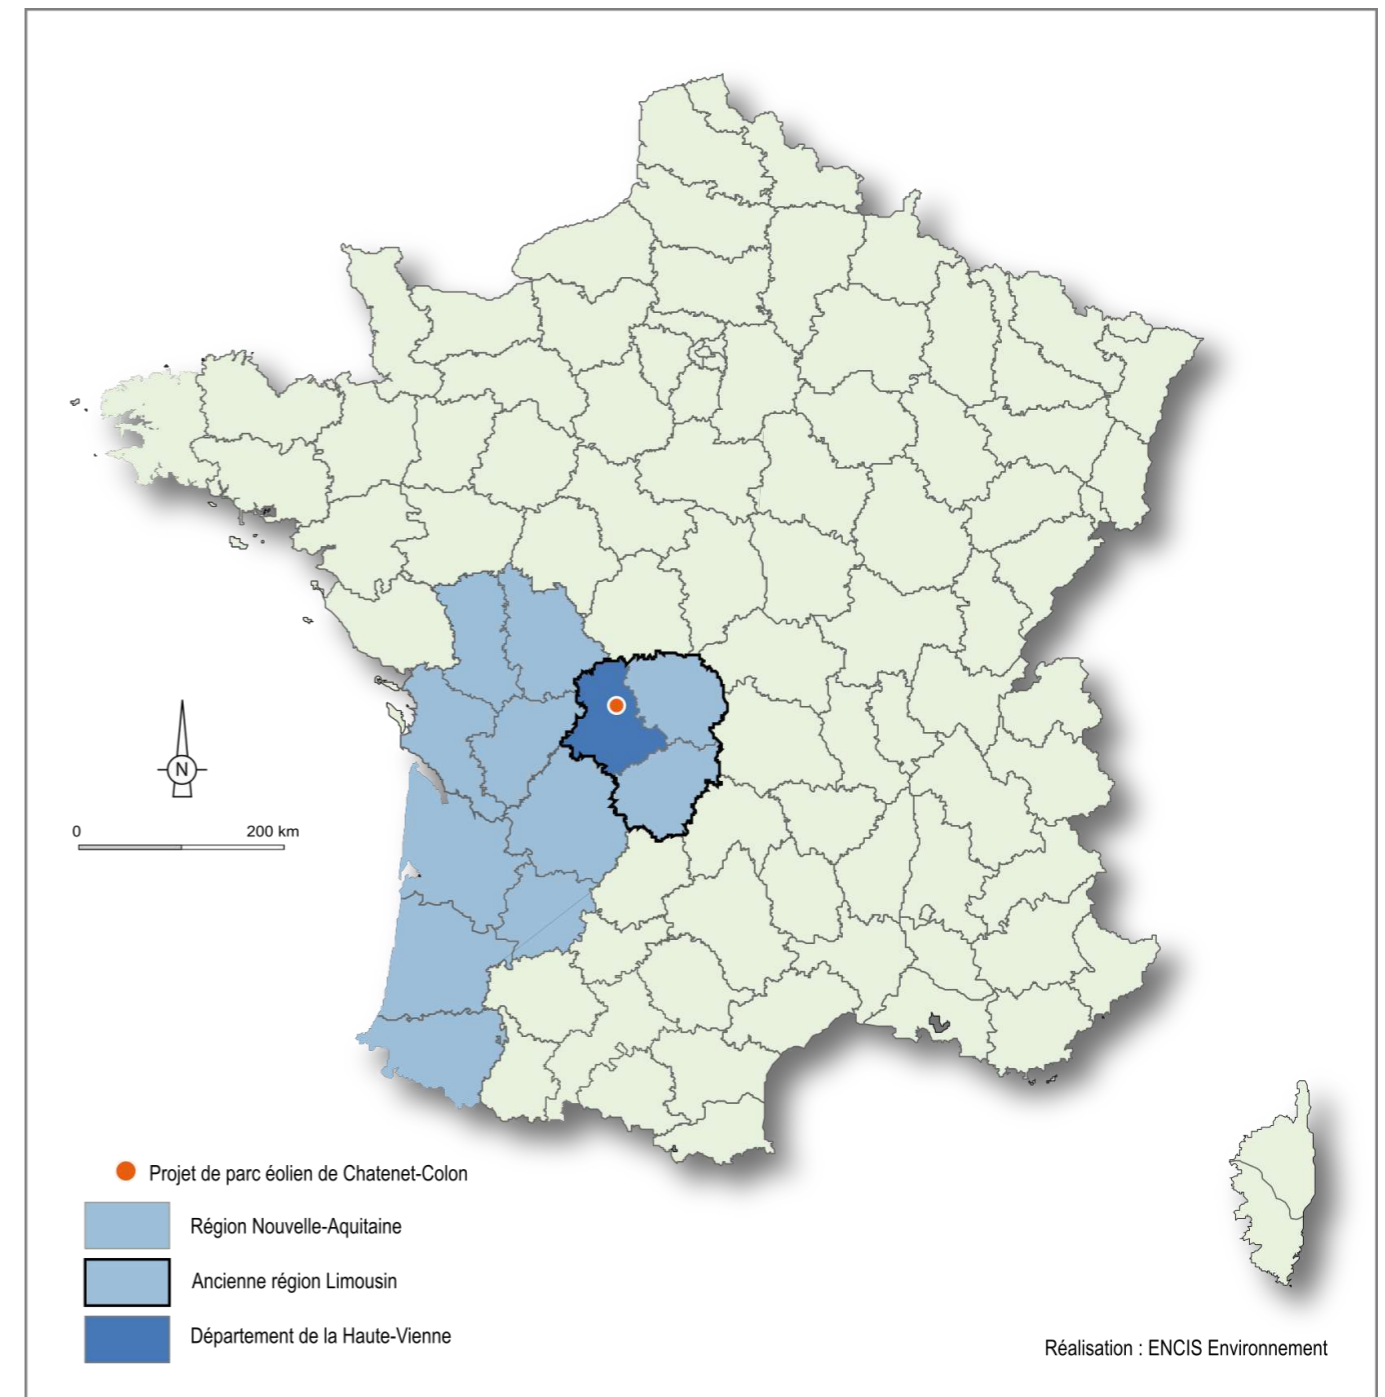 N
0 200 km
Projet de parc éolien de Chatenet-Colon
Région Nouvelle-Aquitaine
Ancienne région Limousin
Département de la Haute-Vienne
Réalisation : ENCIS Environnement